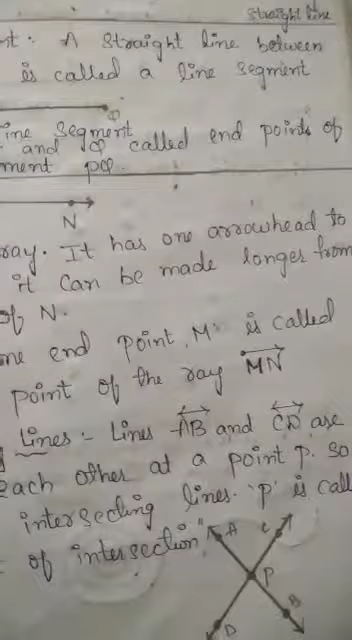 Straight line
nt : A straight line between
is called a line segment
Q
ine segment
and Q called end points of
ment PQ.
N
ray. It has one arrowhead to
it can be made longer from
of N.
ne end point 'M' is called
point of the ray MN
Lines :- Lines AB and CD are
each other at a point P. So
intersecting lines. 'P' is call
of intersection"
A C
P
D B